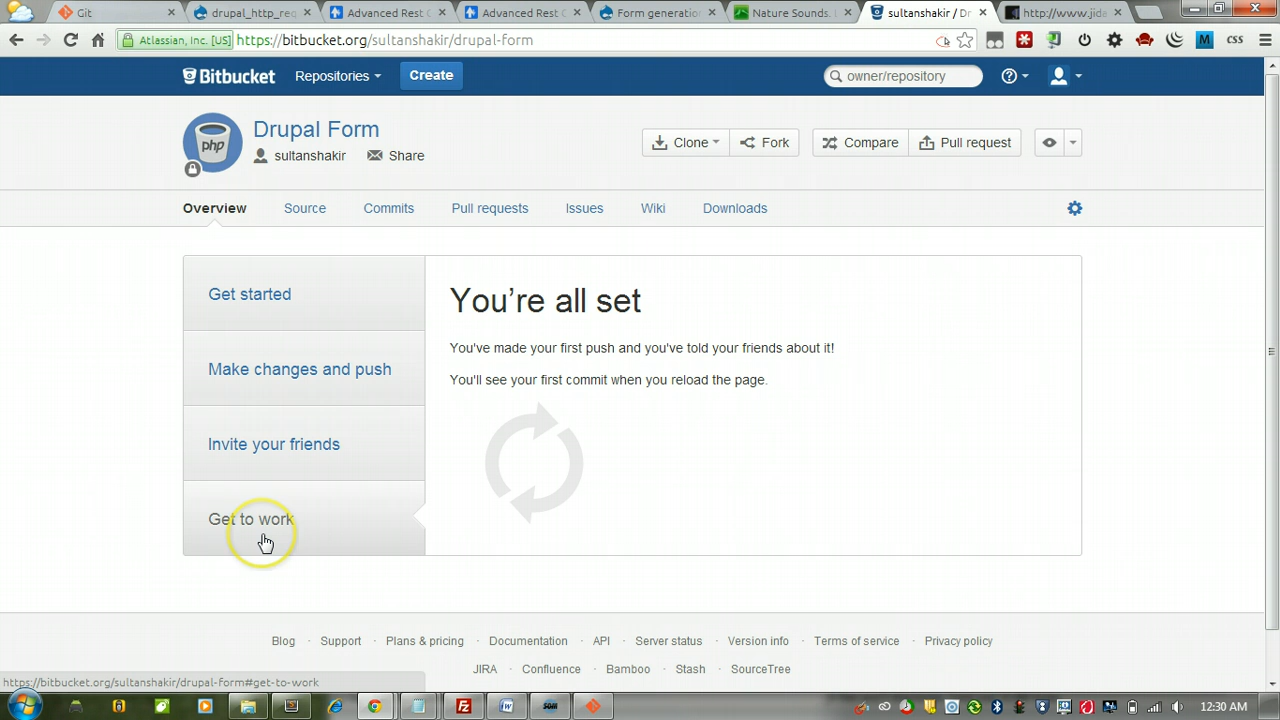 Git
drupal_http_req
Advanced Rest C
Advanced Rest C
Form generation
Nature Sounds.
sultanshakir / Dr
http://www.jida
Atlassian, Inc. [US]
https://bitbucket.org/sultanshakir/drupal-form
css
Bitbucket
Repositories
Create
owner/repository
php
Drupal Form
sultanshakir
Share
Clone
Fork
Compare
Pull request
Overview
Source
Commits
Pull requests
Issues
Wiki
Downloads
Get started
Make changes and push
Invite your friends
Get to work
You're all set
You've made your first push and you've told your friends about it!
You'll see your first commit when you reload the page.
Blog · Support · Plans & pricing · Documentation · API · Server status · Version info · Terms of service · Privacy policy
JIRA · Confluence · Bamboo · Stash · SourceTree
https://bitbucket.org/sultanshakir/drupal-form#get-to-work
12:30 AM